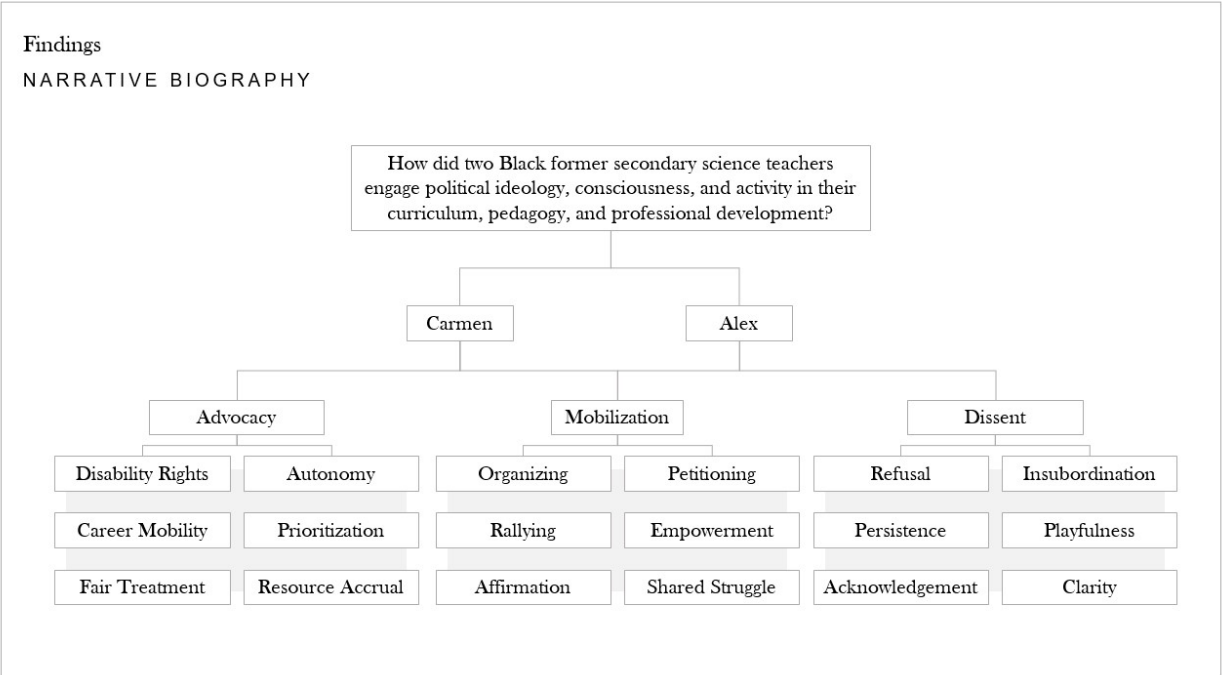 Findings
NARRATIVE BIOGRAPHY
How did two Black former secondary science teachers
engage political ideology, consciousness, and activity in their
curriculum, pedagogy, and professional development?
Carmen
Alex
Advocacy
Mobilization
Dissent
Disability Rights
Autonomy
Organizing
Petitioning
Refusal
Insubordination
Career Mobility
Prioritization
Rallying
Empowerment
Persistence
Playfulness
Fair Treatment
Resource Accrual
Affirmation
Shared Struggle
Acknowledgement
Clarity